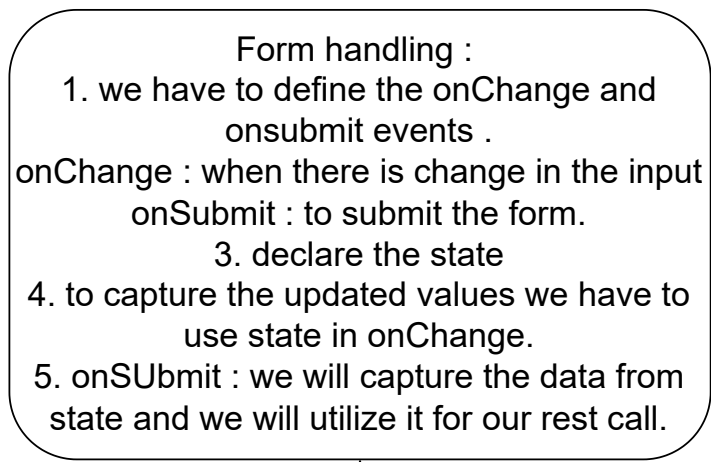 Form handling :
1. we have to define the onChange and
onsubmit events .
onChange : when there is change in the input
onSubmit : to submit the form.
3. declare the state
4. to capture the updated values we have to
use state in onChange.
5. onSUbmit : we will capture the data from
state and we will utilize it for our rest call.